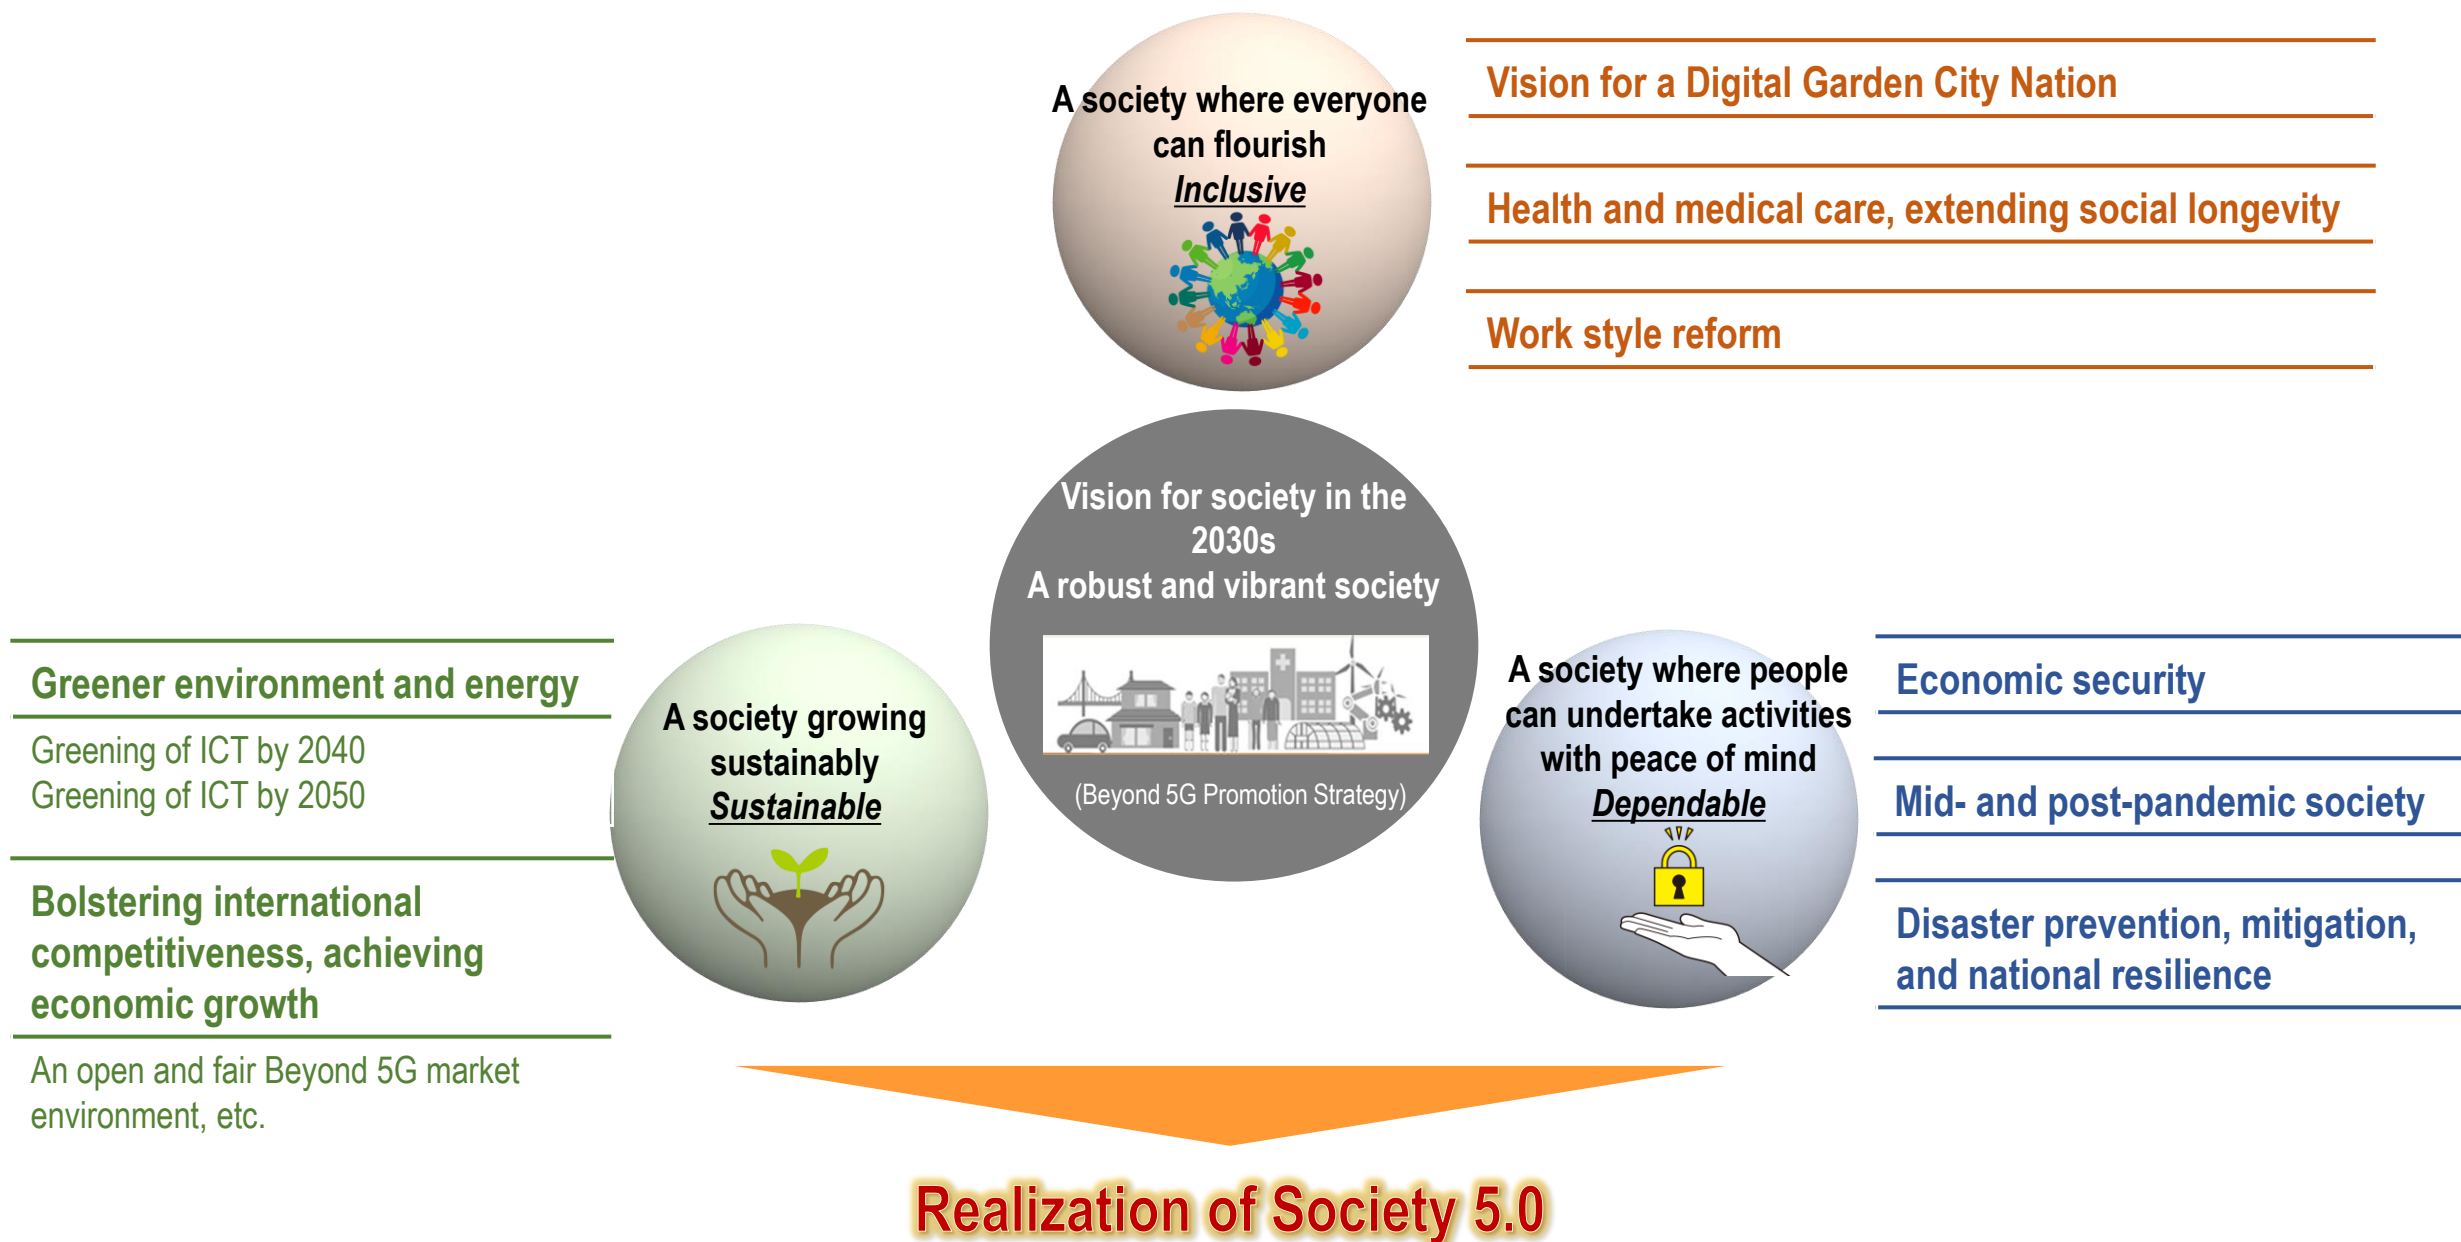 A society where everyone
can flourish
Inclusive
Vision for a Digital Garden City Nation
Health and medical care, extending social longevity
Work style reform
Vision for society in the
2030s
A robust and vibrant society
(Beyond 5G Promotion Strategy)
Greener environment and energy
Greening of ICT by 2040
Greening of ICT by 2050
Bolstering international
competitiveness, achieving
economic growth
An open and fair Beyond 5G market
environment, etc.
A society growing
sustainably
Sustainable
A society where people
can undertake activities
with peace of mind
Dependable
Economic security
Mid- and post-pandemic society
Disaster prevention, mitigation,
and national resilience
Realization of Society 5.0